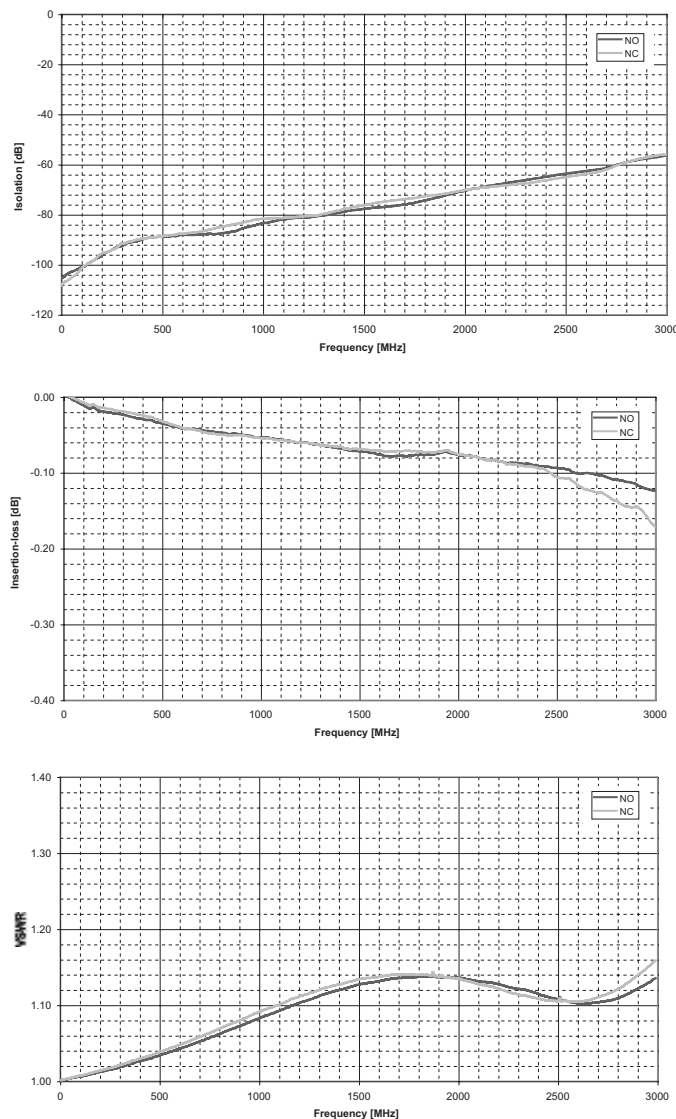 0
-20
-40
-60
-80
-100
-120
Isolation [dB]
NO
NC
0 500 1000 1500 2000 2500 3000
Frequency [MHz]
0.00
-0.10
-0.20
-0.30
-0.40
Insertion-loss [dB]
NO
NC
0 500 1000 1500 2000 2500 3000
Frequency [MHz]
1.40
1.30
1.20
1.10
1.00
VSWR
NO
NC
0 500 1000 1500 2000 2500 3000
Frequency [MHz]